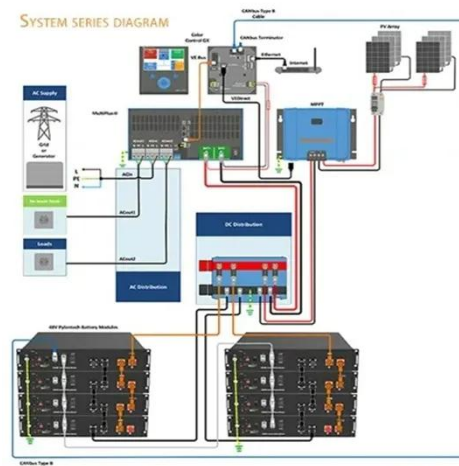 SYSTEM SERIES DIAGRAM
CANbus Type B
Cable
Color
Control GX
CANbus Terminator
PV Array
VE Bus
Ethernet
Internet
AC Supply
VE Direct
MPPT
MultiPlus-II
Grid
or
Generator
L
PE
N
ACin
ACout1
Loads
ACout2
DC Distribution
AC Distribution
48V Pylontech Battery Modules
CANbus Type B